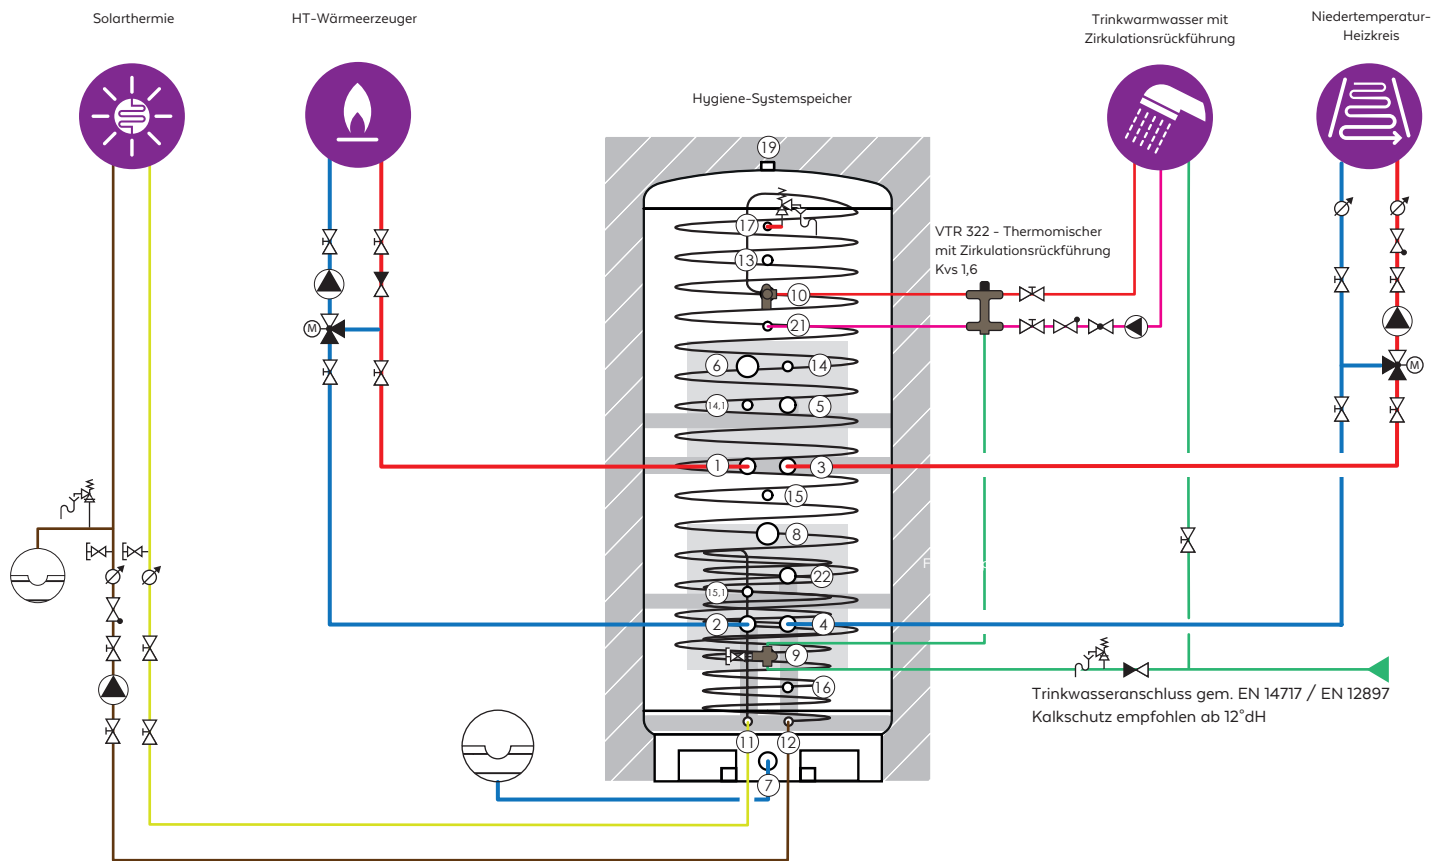 Solarthermie
HT-Wärmeerzeuger
Trinkwarmwasser mit
Zirkulationsrückführung
Niedertemperatur-
Heizkreis
Hygiene-Systemspeicher
19
17
13
10
21
VTR 322 - Thermomischer
mit Zirkulationsrückführung
Kvs 1,6
M
M
6
14
14,1
5
1
3
15
8
22
15,1
2
4
9
16
11
12
7
Trinkwasseranschluss gem. EN 14717 / EN 12897
Kalkschutz empfohlen ab 12°dH